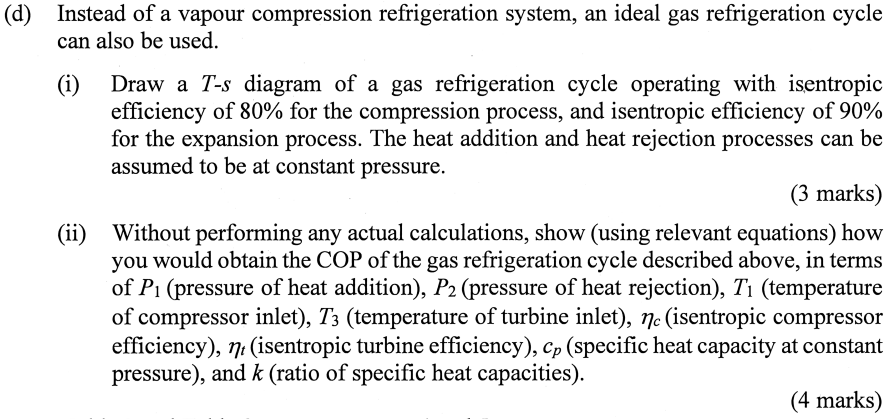 (d) Instead of a vapour compression refrigeration system, an ideal gas refrigeration cycle
can also be used.
(i) Draw a T-s diagram of a gas refrigeration cycle operating with isentropic
efficiency of 80% for the compression process, and isentropic efficiency of 90%
for the expansion process. The heat addition and heat rejection processes can be
assumed to be at constant pressure.
(3 marks)
(ii) Without performing any actual calculations, show (using relevant equations) how
you would obtain the COP of the gas refrigeration cycle described above, in terms
of P₁ (pressure of heat addition), P₂ (pressure of heat rejection), T₁ (temperature
of compressor inlet), T₃ (temperature of turbine inlet), η꜀ (isentropic compressor
efficiency), ηₜ (isentropic turbine efficiency), cₚ (specific heat capacity at constant
pressure), and k (ratio of specific heat capacities).
(4 marks)